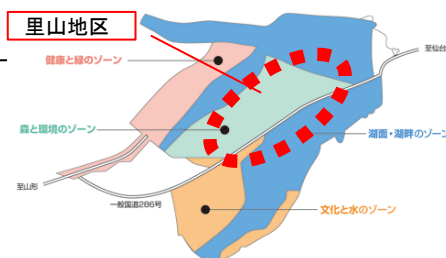 里山地区
至仙台
健康と緑のゾーン
森と環境のゾーン
湖面・湖畔のゾーン
至山形
一般国道286号
文化と水のゾーン